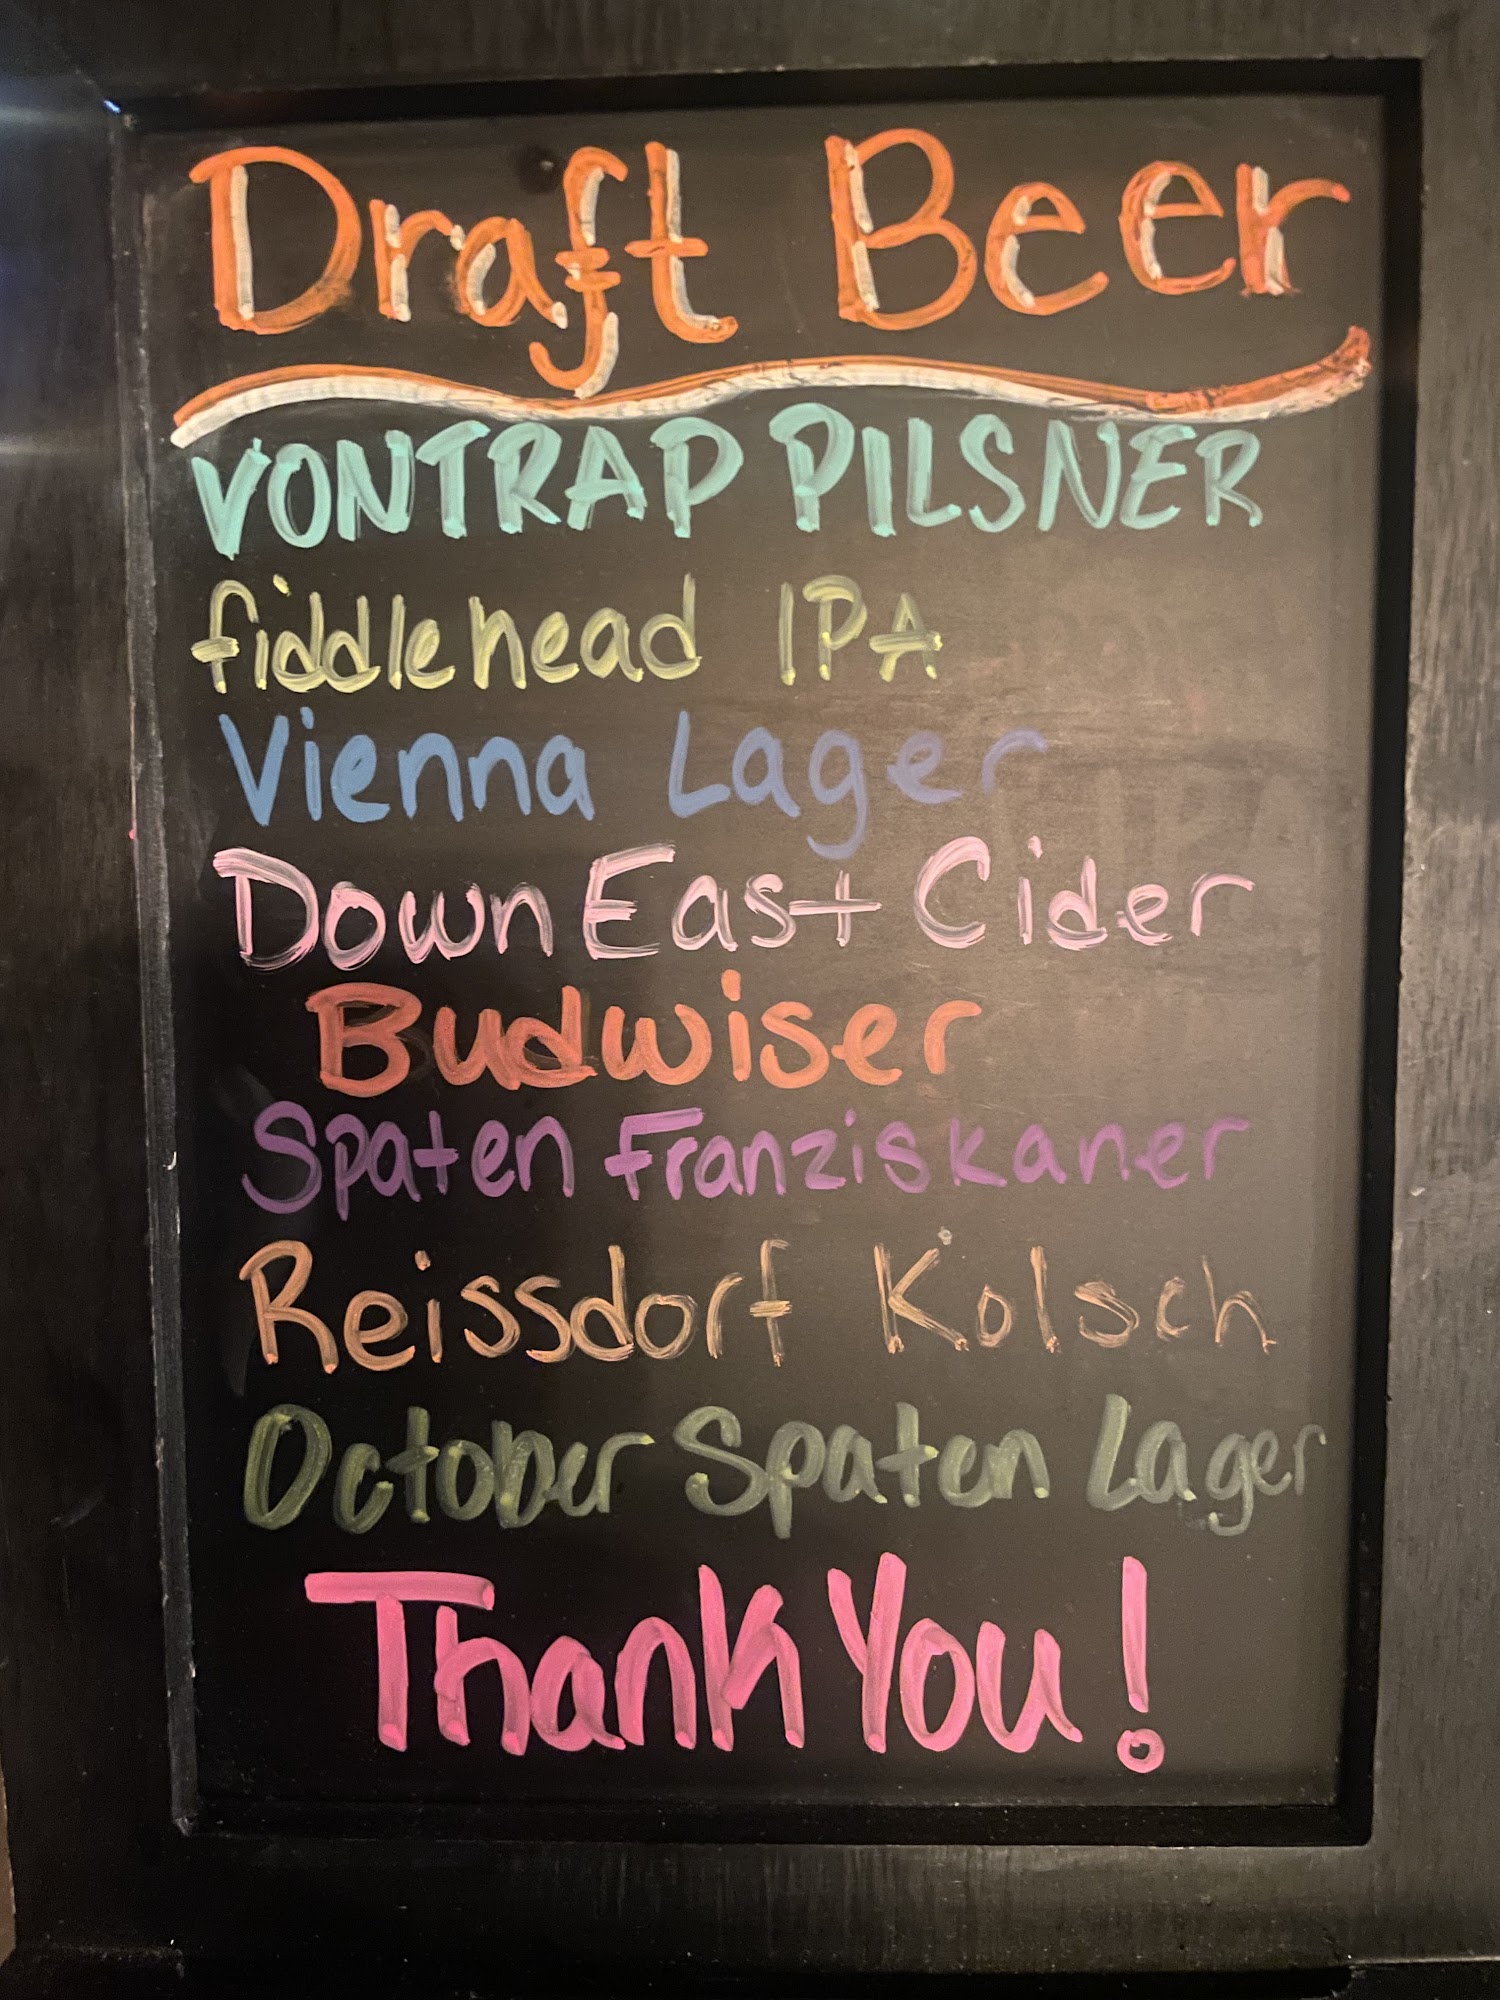 Draft Beer
VONTRAP PILSNER
fiddlehead IPA
Vienna Lager
Down East Cider
Budwiser
Spaten Franziskaner
Reissdorf Kolsch
October Spaten Lager
Thank You!